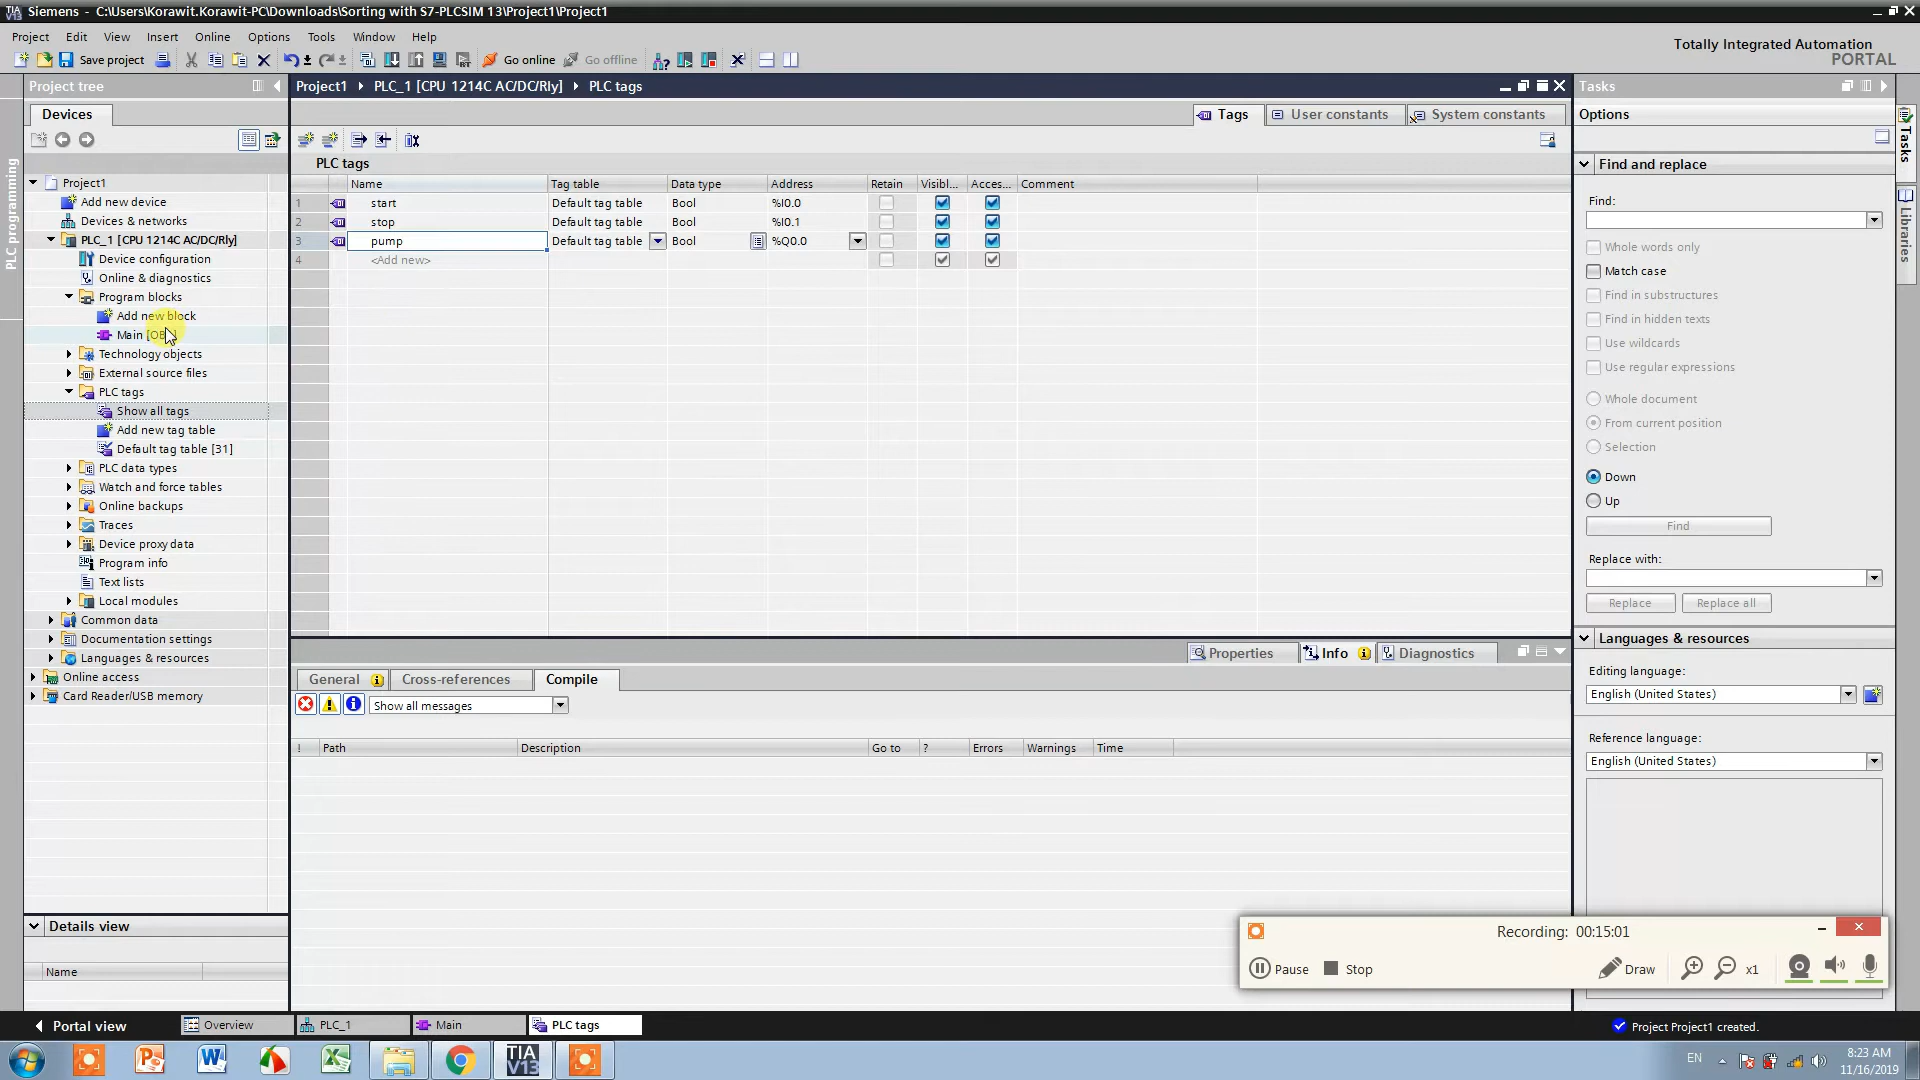 Siemens - C:\Users\Korawit.Korawit-PC\Downloads\Sorting with S7-PLCSIM 13\Project1\Project1
Project Edit View Insert Online Options Tools Window Help
Totally Integrated Automation
PORTAL
Save project
Go online
Go offline
Project tree
Project1 PLC_1 [CPU 1214C AC/DC/Rly] PLC tags
Tasks
Devices
Tags
User constants
System constants
Options
PLC programming
Tasks
Libraries
PLC tags
Name Tag table Data type Address Retain Visibl... Acces... Comment
1 start Default tag table Bool %I0.0
2 stop Default tag table Bool %I0.1
3 pump Default tag table Bool %Q0.0
4 <Add new>
Project1
Add new device
Devices & networks
PLC_1 [CPU 1214C AC/DC/Rly]
Device configuration
Online & diagnostics
Program blocks
Add new block
Main
Technology objects
External source files
PLC tags
Show all tags
Add new tag table
Default tag table [31]
PLC data types
Watch and force tables
Online backups
Traces
Device proxy data
Program info
Text lists
Local modules
Common data
Documentation settings
Languages & resources
Online access
Card Reader/USB memory
Details view
Name
Find and replace
Find:
Whole words only
Match case
Find in substructures
Find in hidden texts
Use wildcards
Use regular expressions
Whole document
From current position
Selection
Down
Up
Find
Replace with:
Replace Replace all
Languages & resources
Editing language:
English (United States)
Reference language:
English (United States)
Properties Info Diagnostics
General Cross-references Compile
Show all messages
! Path Description Go to ? Errors Warnings Time
Recording: 00:15:01
Pause Stop Draw x1
Portal view Overview PLC_1 Main PLC tags
Project Project1 created.
TIA
V13
EN
8:23 AM
11/16/2019